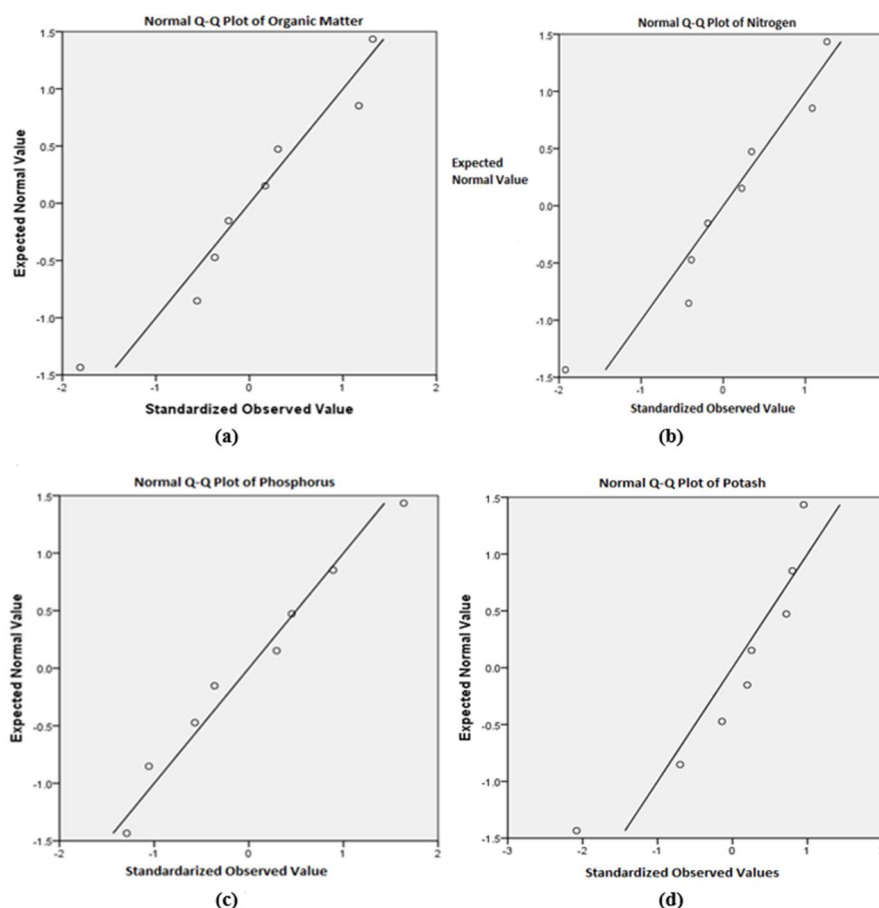 Normal Q-Q Plot of Organic Matter
1.5
1.0
0.5
0.0
-0.5
-1.0
-1.5
Expected Normal Value
-2
-1
0
1
2
Standardized Observed Value
(a)
Normal Q-Q Plot of Nitrogen
1.5
1.0
0.5
0.0
-0.5
-1.0
-1.5
Expected
Normal Value
-2
-1
0
1
Standardized Observed Value
(b)
Normal Q-Q Plot of Phosphorus
1.5
1.0
0.5
0.0
-0.5
-1.0
-1.5
Expected Normal Value
-2
-1
0
1
2
Standardarized Observed Value
(c)
Normal Q-Q Plot of Potash
1.5
1.0
0.5
0.0
-0.5
-1.0
-1.5
Expected Normal Value
-3
-2
-1
0
1
Standardized Observed Values
(d)